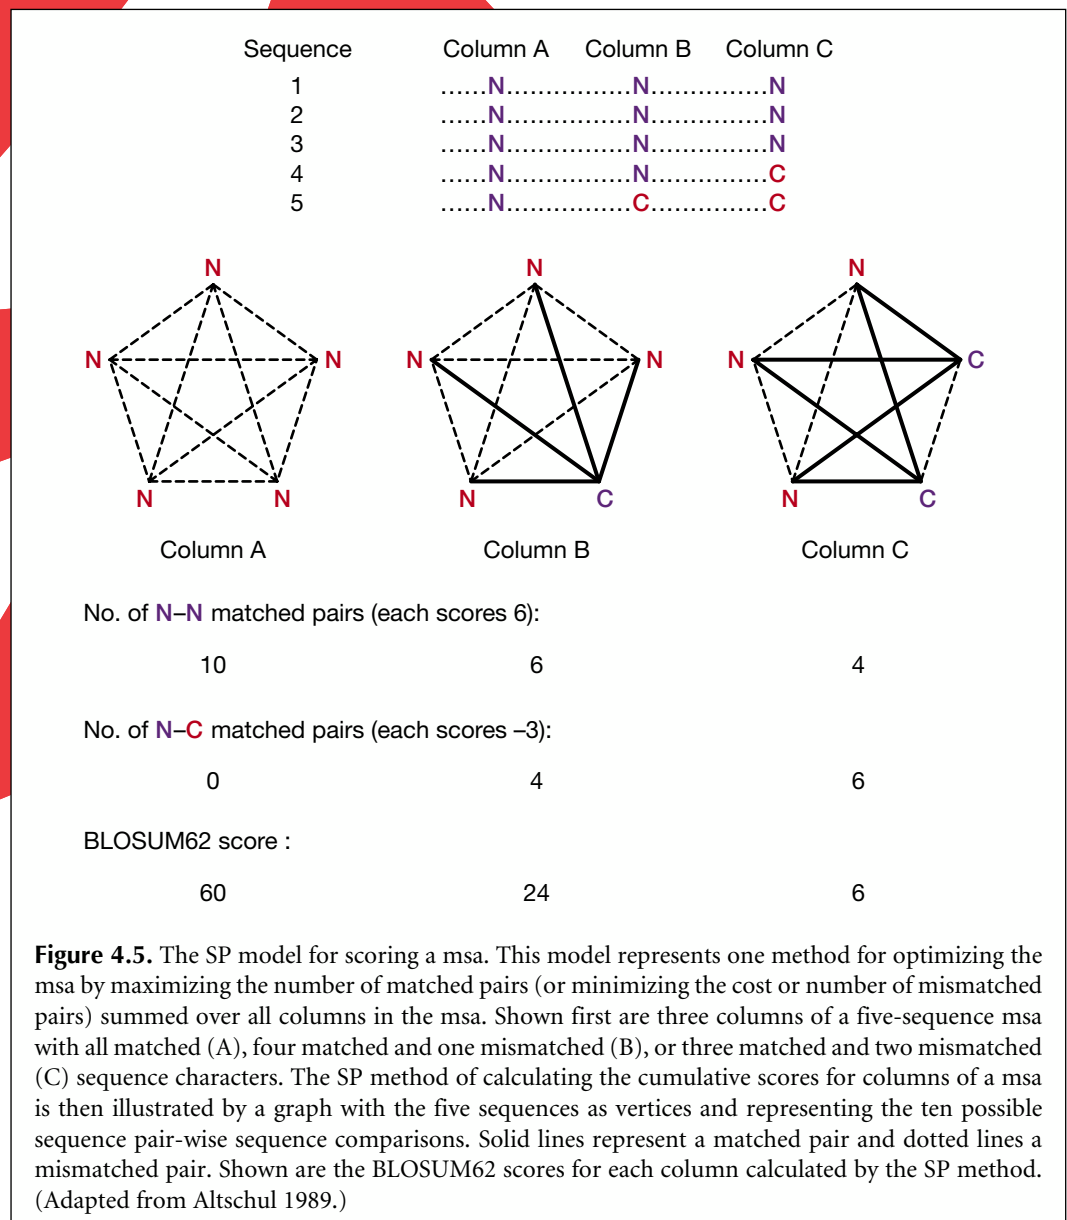 Sequence Column A Column B Column C
1 ......N................N...............N
2 ......N................N...............N
3 ......N................N...............N
4 ......N................N...............C
5 ......N................C...............C
N N N
N N N N N C
N N N C N C
Column A Column B Column C
No. of N–N matched pairs (each scores 6):
10 6 4
No. of N–C matched pairs (each scores –3):
0 4 6
BLOSUM62 score :
60 24 6
Figure 4.5. The SP model for scoring a msa. This model represents one method for optimizing the
msa by maximizing the number of matched pairs (or minimizing the cost or number of mismatched
pairs) summed over all columns in the msa. Shown first are three columns of a five-sequence msa
with all matched (A), four matched and one mismatched (B), or three matched and two mismatched
(C) sequence characters. The SP method of calculating the cumulative scores for columns of a msa
is then illustrated by a graph with the five sequences as vertices and representing the ten possible
sequence pair-wise sequence comparisons. Solid lines represent a matched pair and dotted lines a
mismatched pair. Shown are the BLOSUM62 scores for each column calculated by the SP method.
(Adapted from Altschul 1989.)